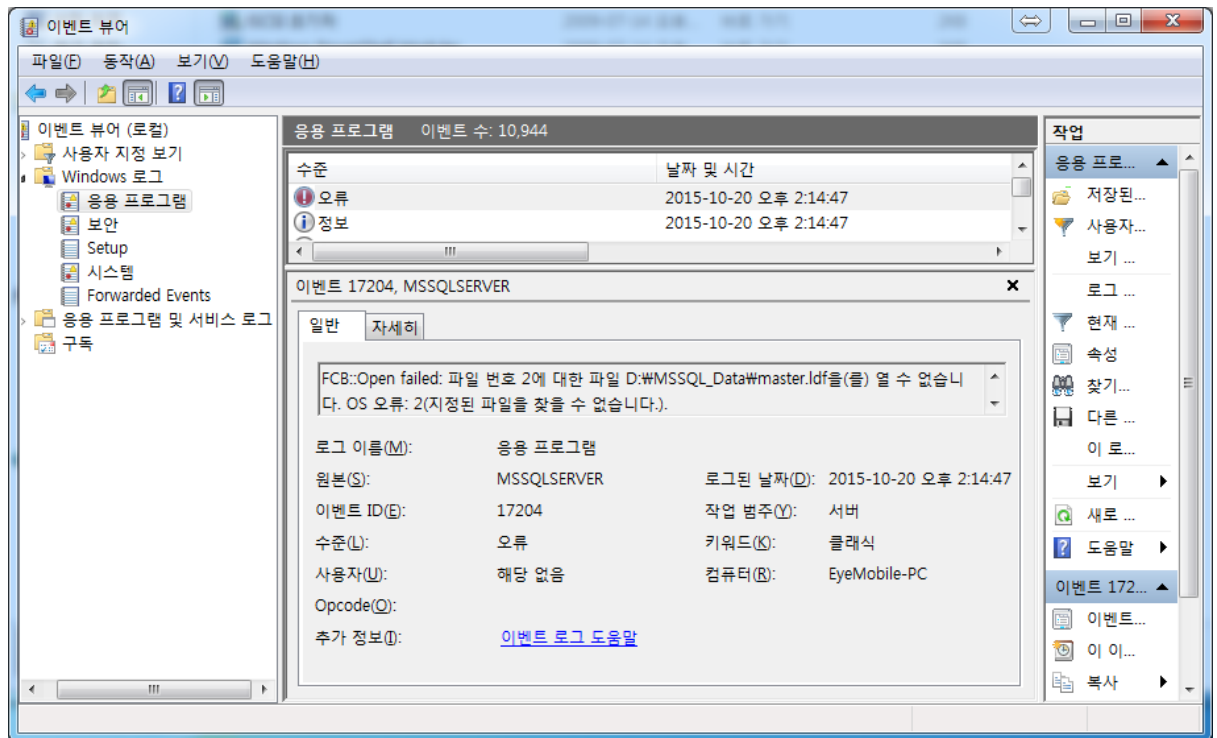 이벤트 뷰어
파일(F) 동작(A) 보기(V) 도움말(H)
이벤트 뷰어 (로컬)
사용자 지정 보기
Windows 로그
응용 프로그램
보안
Setup
시스템
Forwarded Events
응용 프로그램 및 서비스 로그
구독
응용 프로그램 이벤트 수: 10,944
수준 날짜 및 시간
오류 2015-10-20 오후 2:14:47
정보 2015-10-20 오후 2:14:47
이벤트 17204, MSSQLSERVER
일반 자세히
FCB::Open failed: 파일 번호 2에 대한 파일 D:₩MSSQL_Data₩master.ldf을(를) 열 수 없습니
다. OS 오류: 2(지정된 파일을 찾을 수 없습니다.).
로그 이름(M): 응용 프로그램
원본(S): MSSQLSERVER 로그된 날짜(D): 2015-10-20 오후 2:14:47
이벤트 ID(E): 17204 작업 범주(Y): 서버
수준(L): 오류 키워드(K): 클래식
사용자(U): 해당 없음 컴퓨터(R): EyeMobile-PC
Opcode(O):
추가 정보(I): 이벤트 로그 도움말
작업
응용 프로...
저장된...
사용자...
보기 ...
로그 ...
현재 ...
속성
찾기...
다른 ...
이 로...
보기
새로 ...
도움말
이벤트 172...
이벤트...
이 이...
복사